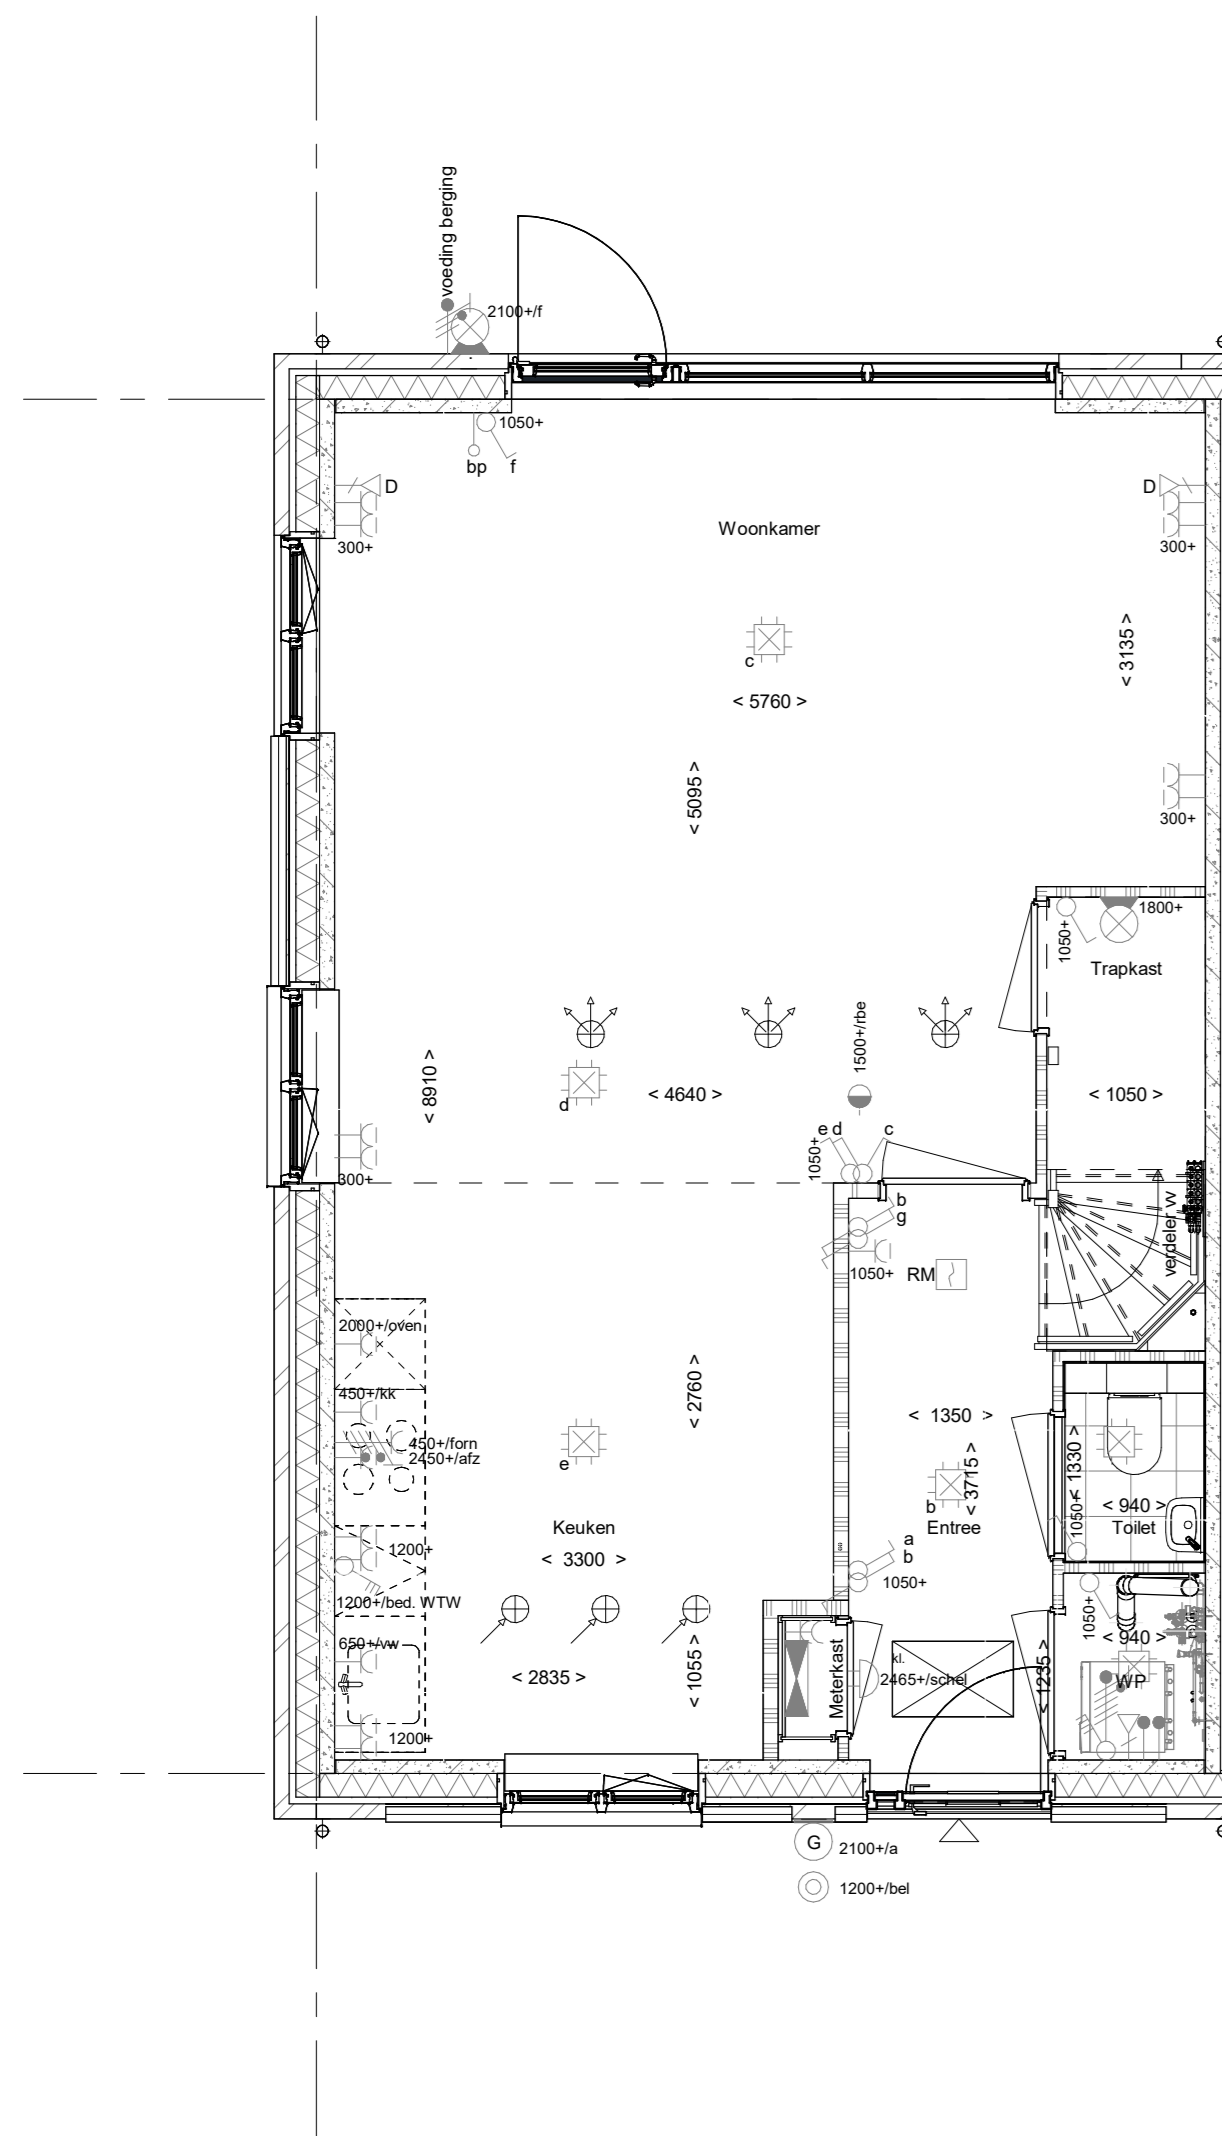 voeding berging
2100+/f
1050+
bp
f
D
D
300+
300+
Woonkamer
c
< 5760 >
< 3135 >
< 5095 >
300+
1800+
1050+
Trapkast
1500+/rbe
< 8910 >
d
< 4640 >
< 1050 >
e d
c
1050+
300+
b
g
1050+
RM
verdeler W
2000+/oven
450+/kk
450+/forn
2450+/afz
< 2760 >
< 1350 >
e
< 3715 >
b
< 1330 >
1050+
< 940 >
Keuken
Entree
Toilet
1200+
< 3300 >
a
b
1050+
1200+/bed. WTW
1050+
650+/vw
< 2835 >
< 1055 >
Meterkast
kl.
2465+/schel
< 1235 >
< 940 >
WP
1200+
G
2100+/a
1200+/bel